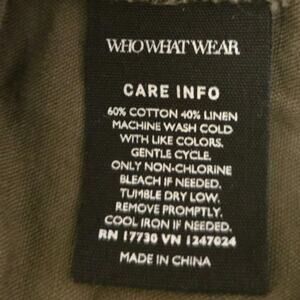 WHO WHAT WEAR
CARE INFO
60% COTTON 40% LINEN
MACHINE WASH COLD
WITH LIKE COLORS.
GENTLE CYCLE.
ONLY NON-CHLORINE
BLEACH IF NEEDED.
TUMBLE DRY LOW.
REMOVE PROMPTLY.
COOL IRON IF NEEDED.
RN 17730 VN 1247024
MADE IN CHINA